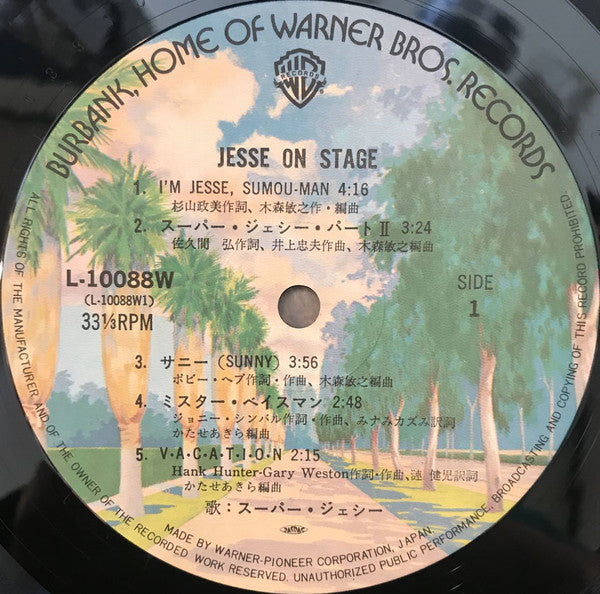 BURBANK, HOME OF WARNER BROS. RECORDS
RECORDS
JESSE ON STAGE
1. I'M JESSE, SUMOU-MAN 4:16
杉山政美作詞、木森敏之作・編曲
2. スーパー・ジェシー・パートⅡ 3:24
佐久間 弘作詞、井上忠夫作曲、木森敏之編曲
L-10088W
(L-10088W1)
33⅓RPM
SIDE
1
3. サニー (SUNNY) 3:56
ボビー・ヘブ作詞・作曲、木森敏之編曲
4. ミスター・ベイスマン 2:48
ジョニー・シンバル作詞・作曲、みナみカズみ訳詞
かたせあきら編曲
5. V・A・C・A・T・I・O・N 2:15
Hank Hunter-Gary Weston作詞・作曲、漣 健児訳詞
かたせあきら編曲
歌：スーパー・ジェシー
JASRAC
MADE BY WARNER-PIONEER CORPORATION, JAPAN.
ALL RIGHTS OF THE MANUFACTURER AND OF THE OWNER OF THE RECORDED WORK RESERVED. UNAUTHORIZED PUBLIC PERFORMANCE, BROADCASTING AND COPYING OF THIS RECORD PROHIBITED.